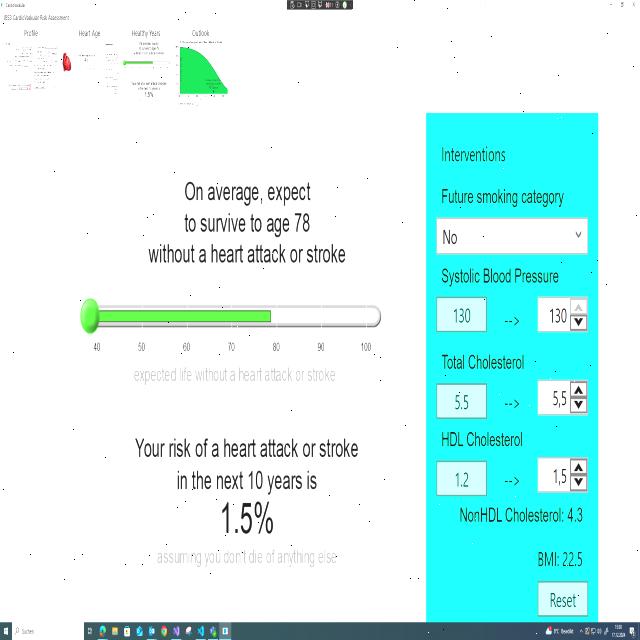 JBS3 CardioVascular Risk Assessment
Profile
Heart Age
Healthy Years
Outlook
On average, expect
to survive to age 78
without a heart attack or stroke
40 50 60 70 80 90 100
expected life without a heart attack or stroke
Your risk of a heart attack or stroke
in the next 10 years is
1.5%
assuming you don't die of anything else
Interventions
Future smoking category
No
Systolic Blood Pressure
130 --> 130
Total Cholesterol
5.5 --> 5,5
HDL Cholesterol
1.2 --> 1,5
NonHDL Cholesterol: 4.3
BMI: 22.5
Reset
Suchen